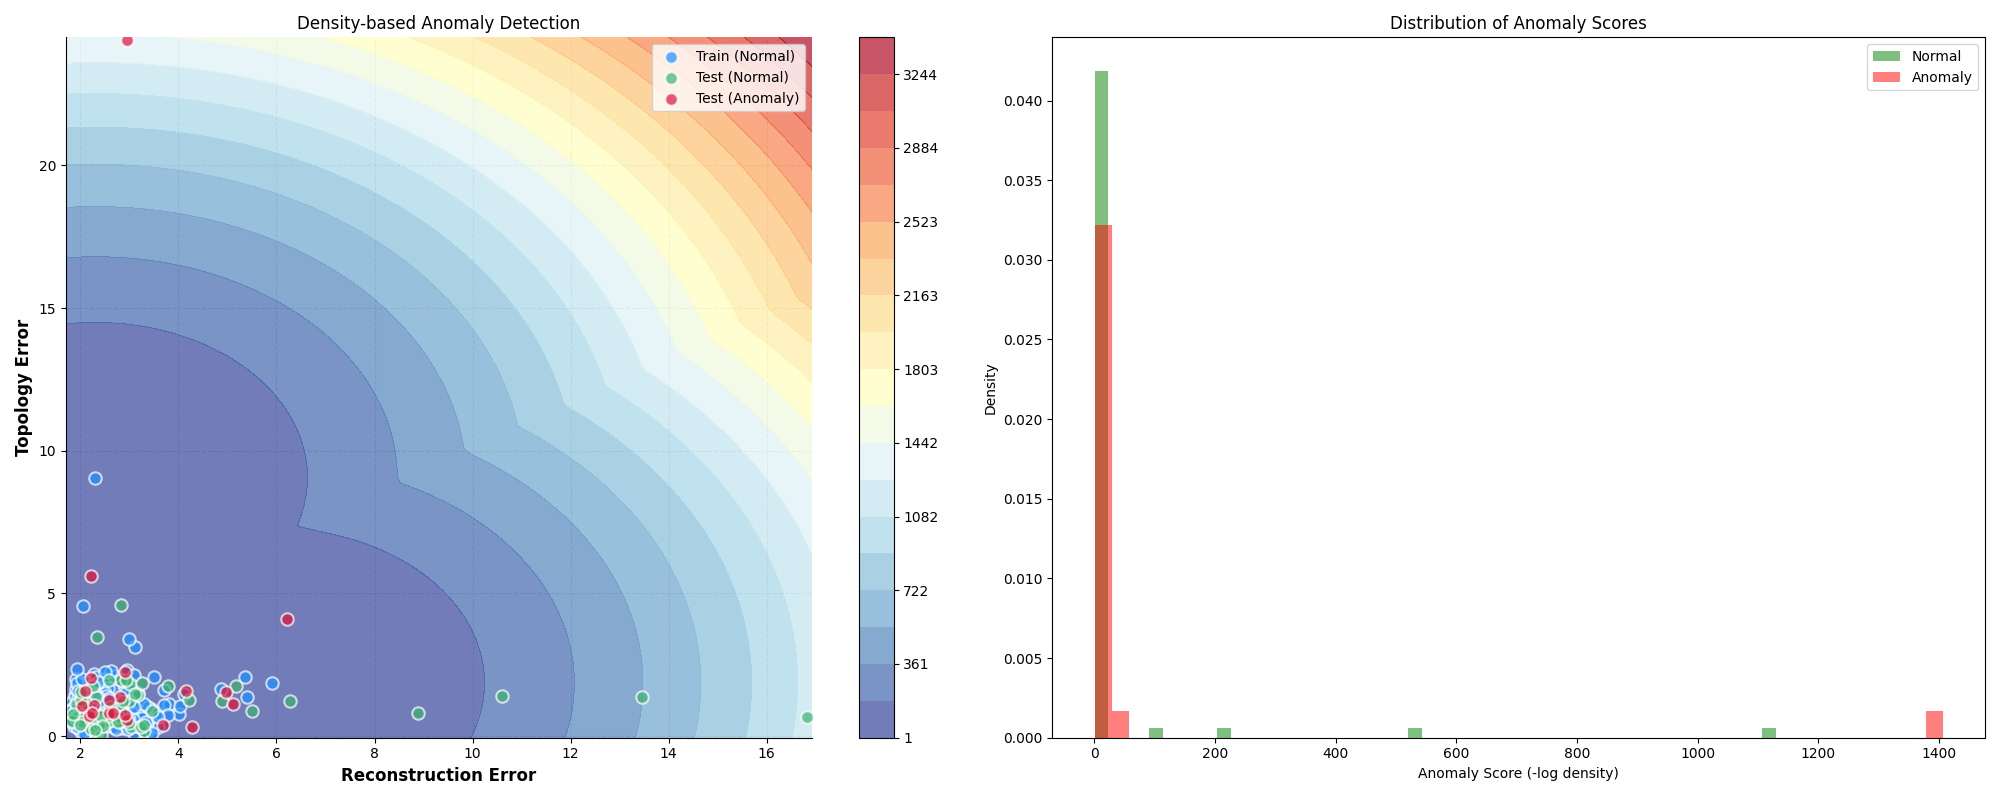 Density-based Anomaly Detection
Train (Normal)
Test (Normal)
Test (Anomaly)
Topology Error
20
15
10
5
0
2 4 6 8 10 12 14 16
Reconstruction Error
3244
2884
2523
2163
1803
1442
1082
722
361
1
Distribution of Anomaly Scores
Normal
Anomaly
Density
0.040
0.035
0.030
0.025
0.020
0.015
0.010
0.005
0.000
0 200 400 600 800 1000 1200 1400
Anomaly Score (-log density)